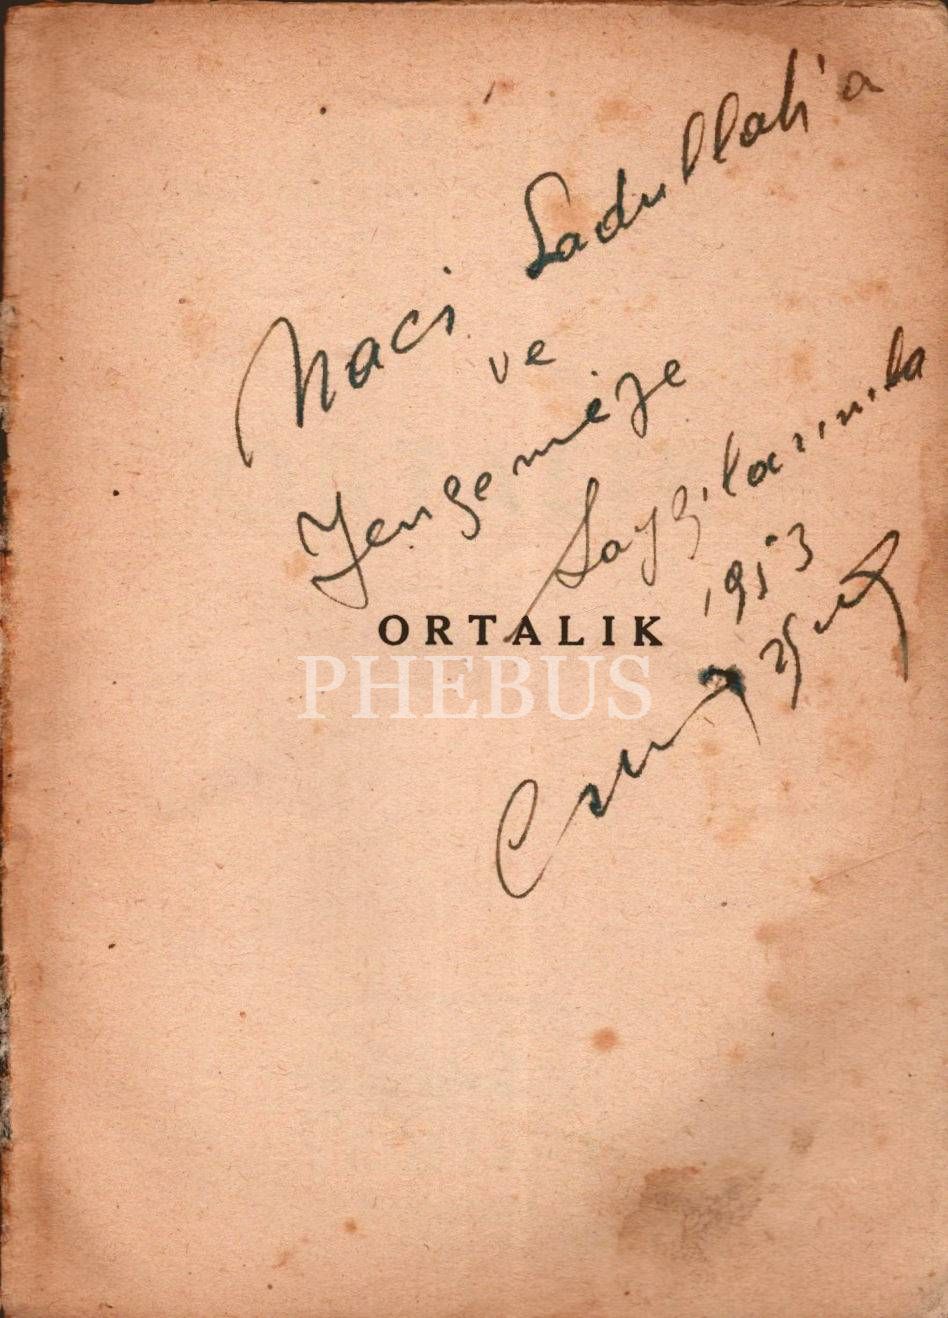 Naci Sadullah'a
ve
Yengemize
Saygılarımla
1953
ORTALIK
PHEBUS